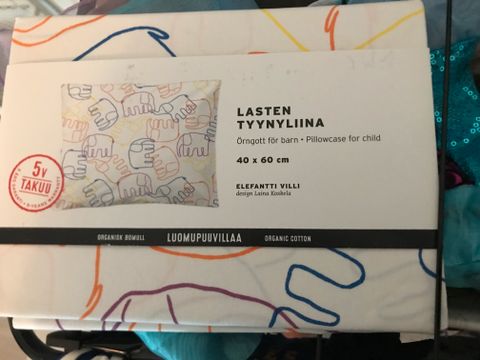 LASTEN
TYYNYLIINA
Örngott för barn • Pillowcase for child
40 x 60 cm
ELEFANTTI VILLI
design Laina Koskela
5V
TAKUU
ORGANISK BOMULL LUOMUPUUVILLAA ORGANIC COTTON